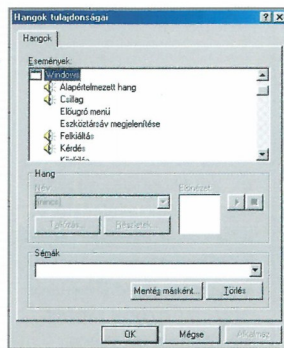 Hangok tulajdonságai
Hangok
Események:
Windows
Alapértelmezett hang
Csillag
Előugró menü
Eszköztársáv megjelenítése
Felkiáltás
Kérdés
Hang
Név:
(nincs)
Előnézet:
Tallózás...
Részletek...
Sémák
Mentés másként...
Törlés
OK
Mégse
Alkalmaz